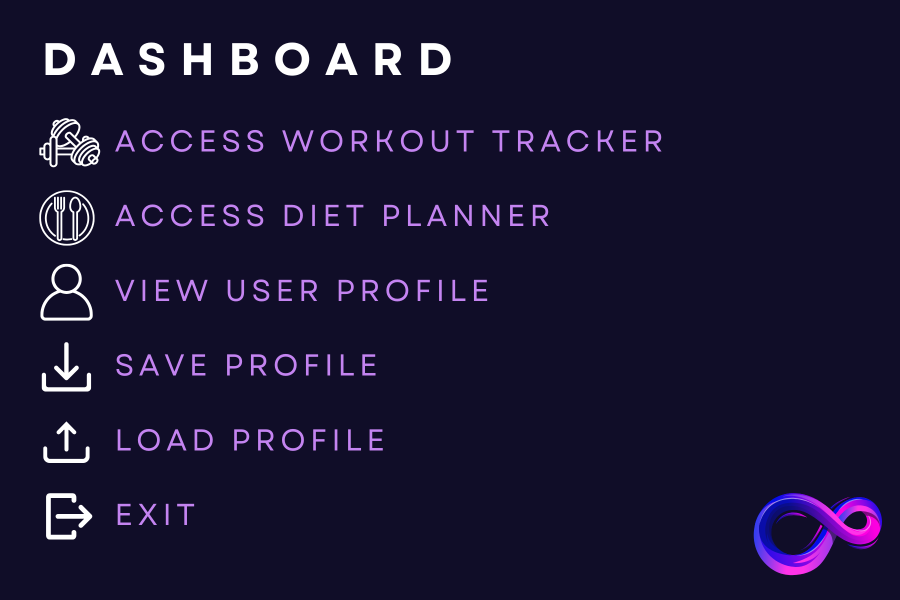 DASHBOARD
ACCESS WORKOUT TRACKER
ACCESS DIET PLANNER
VIEW USER PROFILE
SAVE PROFILE
LOAD PROFILE
EXIT